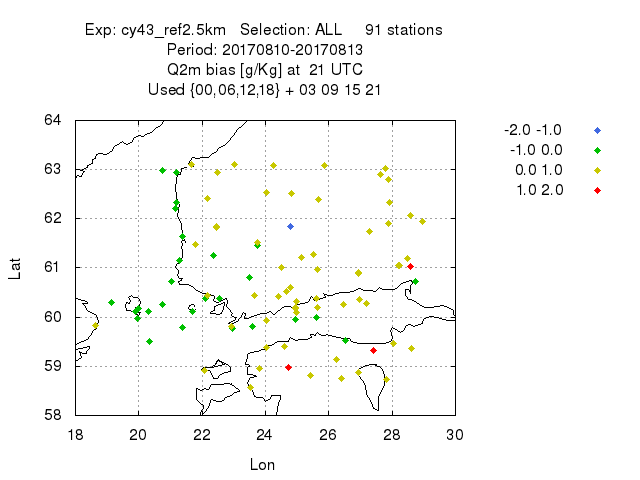 Exp: cy43_ref2.5km   Selection: ALL     91 stations
Period: 20170810-20170813
Q2m bias [g/Kg] at  21 UTC
Used {00,06,12,18} + 03 09 15 21
64
63
62
61
60
59
58
Lat
18 20 22 24 26 28 30
Lon
-2.0 -1.0
-1.0 0.0
0.0 1.0
1.0 2.0